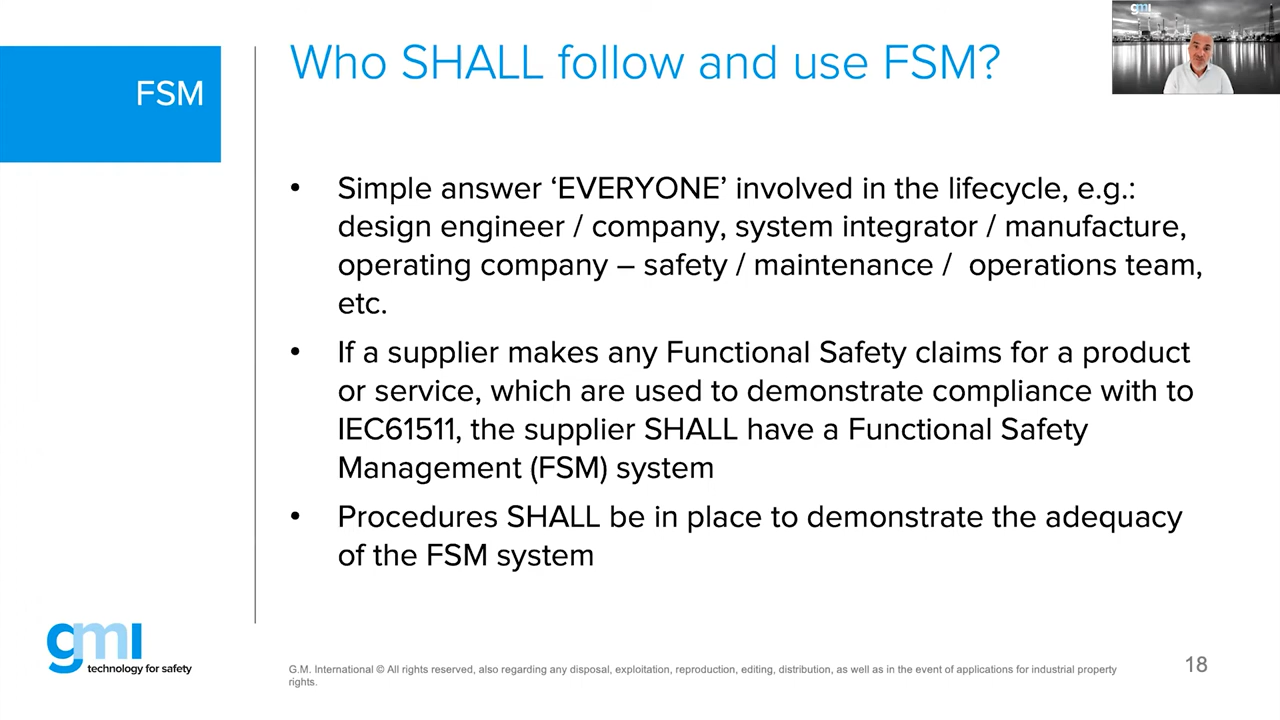 gmi
Who SHALL follow and use FSM?
FSM
• Simple answer ‘EVERYONE’ involved in the lifecycle, e.g.:
design engineer / company, system integrator / manufacture,
operating company – safety / maintenance /  operations team,
etc.
• If a supplier makes any Functional Safety claims for a product
or service, which are used to demonstrate compliance with to
IEC61511, the supplier SHALL have a Functional Safety
Management (FSM) system
• Procedures SHALL be in place to demonstrate the adequacy
of the FSM system
gmi
technology for safety
G.M. International © All rights reserved, also regarding any disposal, exploitation, reproduction, editing, distribution, as well as in the event of applications for industrial property
rights.
18